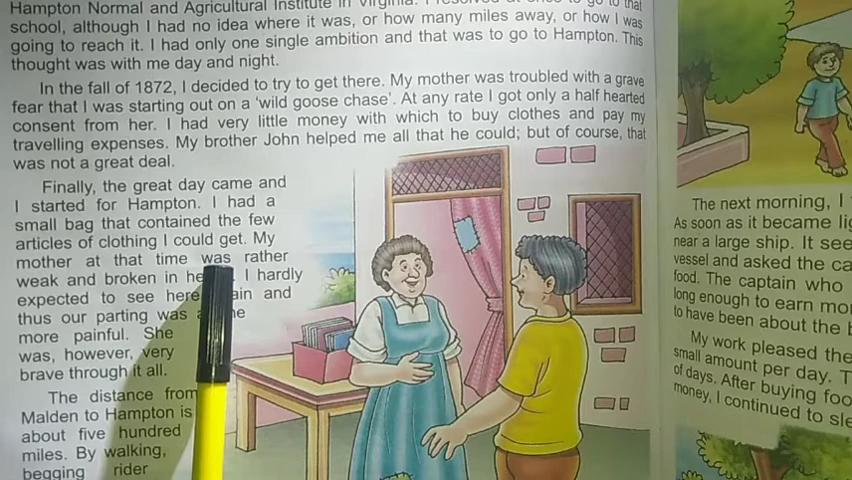 Hampton Normal and Agricultural Institute in Virginia. I resolved at once to go to that
school, although I had no idea where it was, or how many miles away, or how I was
going to reach it. I had only one single ambition and that was to go to Hampton. This
thought was with me day and night.
In the fall of 1872, I decided to try to get there. My mother was troubled with a grave
fear that I was starting out on a 'wild goose chase'. At any rate I got only a half hearted
consent from her. I had very little money with which to buy clothes and pay my
travelling expenses. My brother John helped me all that he could; but of course, that
was not a great deal.
Finally, the great day came and
I started for Hampton. I had a
small bag that contained the few
articles of clothing I could get. My
mother at that time was rather
weak and broken in I hardly
expected to see and
thus our parting was
more painful. She
was, however, very
brave through it all.
The distance from
Malden to Hampton is
about five hundred
miles. By walking,
begging rider
The next morning, I
As soon as it became
near a large ship. It
vessel and asked the
food. The captain who
long enough to earn
to have been about the
My work pleased the
small amount per day.
of days. After buying
money, I continued to